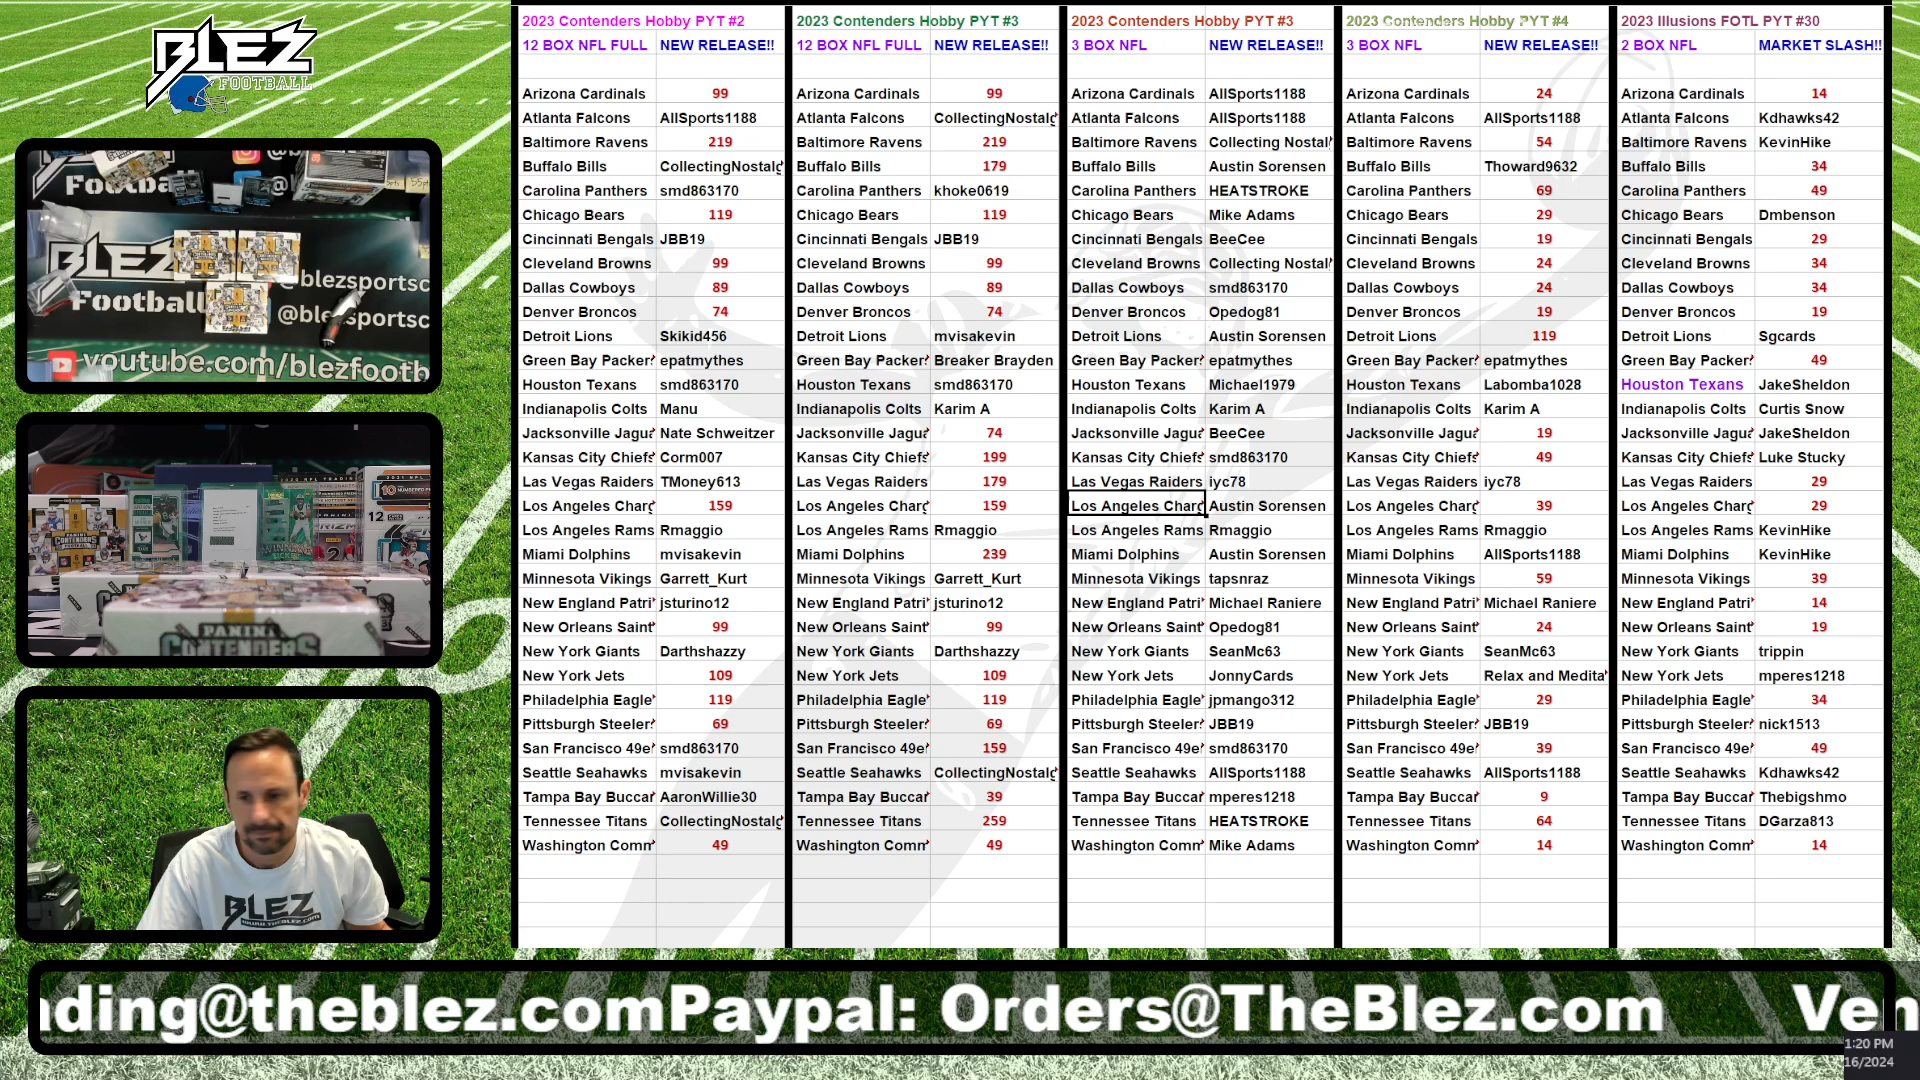 BLEZ
FOOTBALL
Football
BLEZ
@blezsportsc
Football
youtube.com/blezfootb
PANINI
CONTENDERS
BLEZ
2023 Contenders Hobby PYT #2
12 BOX NFL FULL NEW RELEASE!!
Arizona Cardinals 99
Atlanta Falcons AllSports1188
Baltimore Ravens 219
Buffalo Bills CollectingNostalg
Carolina Panthers smd863170
Chicago Bears 119
Cincinnati Bengals JBB19
Cleveland Browns 99
Dallas Cowboys 89
Denver Broncos 74
Detroit Lions Skikid456
Green Bay Packer epatmythes
Houston Texans smd863170
Indianapolis Colts Manu
Jacksonville Jagua Nate Schweitzer
Kansas City Chiefs Corm007
Las Vegas Raiders TMoney613
Los Angeles Charg 159
Los Angeles Rams Rmaggio
Miami Dolphins mvisakevin
Minnesota Vikings Garrett_Kurt
New England Patri jsturino12
New Orleans Saint 99
New York Giants Darthshazzy
New York Jets 109
Philadelphia Eagle 119
Pittsburgh Steeler 69
San Francisco 49e smd863170
Seattle Seahawks mvisakevin
Tampa Bay Buccar AaronWillie30
Tennessee Titans CollectingNostalg
Washington Comm 49
2023 Contenders Hobby PYT #3
12 BOX NFL FULL NEW RELEASE!!
Arizona Cardinals 99
Atlanta Falcons CollectingNostalg
Baltimore Ravens 219
Buffalo Bills 179
Carolina Panthers khoke0619
Chicago Bears 119
Cincinnati Bengals JBB19
Cleveland Browns 99
Dallas Cowboys 89
Denver Broncos 74
Detroit Lions mvisakevin
Green Bay Packer Breaker Brayden
Houston Texans smd863170
Indianapolis Colts Karim A
Jacksonville Jagua 74
Kansas City Chiefs 199
Las Vegas Raiders 179
Los Angeles Charg 159
Los Angeles Rams Rmaggio
Miami Dolphins 239
Minnesota Vikings Garrett_Kurt
New England Patri jsturino12
New Orleans Saint 99
New York Giants Darthshazzy
New York Jets 109
Philadelphia Eagle 119
Pittsburgh Steeler 69
San Francisco 49e 159
Seattle Seahawks CollectingNostalg
Tampa Bay Buccar 39
Tennessee Titans 259
Washington Comm 49
2023 Contenders Hobby PYT #3
3 BOX NFL NEW RELEASE!!
Arizona Cardinals AllSports1188
Atlanta Falcons AllSports1188
Baltimore Ravens Collecting Nostal
Buffalo Bills Austin Sorensen
Carolina Panthers HEATSTROKE
Chicago Bears Mike Adams
Cincinnati Bengals BeeCee
Cleveland Browns Collecting Nostal
Dallas Cowboys smd863170
Denver Broncos Opedog81
Detroit Lions Austin Sorensen
Green Bay Packer epatmythes
Houston Texans Michael1979
Indianapolis Colts Karim A
Jacksonville Jagua BeeCee
Kansas City Chiefs smd863170
Las Vegas Raiders iyc78
Los Angeles Charg Austin Sorensen
Los Angeles Rams Rmaggio
Miami Dolphins Austin Sorensen
Minnesota Vikings tapsnraz
New England Patri Michael Raniere
New Orleans Saint Opedog81
New York Giants SeanMc63
New York Jets JonnyCards
Philadelphia Eagle jpmango312
Pittsburgh Steeler JBB19
San Francisco 49e smd863170
Seattle Seahawks AllSports1188
Tampa Bay Buccar mperes1218
Tennessee Titans HEATSTROKE
Washington Comm Mike Adams
2023 Contenders Hobby PYT #4
3 BOX NFL NEW RELEASE!!
Arizona Cardinals 24
Atlanta Falcons AllSports1188
Baltimore Ravens 54
Buffalo Bills Thoward9632
Carolina Panthers 69
Chicago Bears 29
Cincinnati Bengals 19
Cleveland Browns 24
Dallas Cowboys 24
Denver Broncos 19
Detroit Lions 119
Green Bay Packer epatmythes
Houston Texans Labomba1028
Indianapolis Colts Karim A
Jacksonville Jagua 19
Kansas City Chiefs 49
Las Vegas Raiders iyc78
Los Angeles Charg 39
Los Angeles Rams Rmaggio
Miami Dolphins AllSports1188
Minnesota Vikings 59
New England Patri Michael Raniere
New Orleans Saint 24
New York Giants SeanMc63
New York Jets Relax and Medita
Philadelphia Eagle 29
Pittsburgh Steeler JBB19
San Francisco 49e 39
Seattle Seahawks AllSports1188
Tampa Bay Buccar 9
Tennessee Titans 64
Washington Comm 14
2023 Illusions FOTL PYT #30
2 BOX NFL MARKET SLASH!!
Arizona Cardinals 14
Atlanta Falcons Kdhawks42
Baltimore Ravens KevinHike
Buffalo Bills 34
Carolina Panthers 49
Chicago Bears Dmbenson
Cincinnati Bengals 29
Cleveland Browns 34
Dallas Cowboys 34
Denver Broncos 19
Detroit Lions Sgcards
Green Bay Packer 49
Houston Texans JakeSheldon
Indianapolis Colts Curtis Snow
Jacksonville Jagua JakeSheldon
Kansas City Chiefs Luke Stucky
Las Vegas Raiders 29
Los Angeles Charg 29
Los Angeles Rams KevinHike
Miami Dolphins KevinHike
Minnesota Vikings 39
New England Patri 14
New Orleans Saint 19
New York Giants trippin
New York Jets mperes1218
Philadelphia Eagle 34
Pittsburgh Steeler nick1513
San Francisco 49e 49
Seattle Seahawks Kdhawks42
Tampa Bay Buccar Thebigshmo
Tennessee Titans DGarza813
Washington Comm 14
ading@theblez.comPaypal: Orders@TheBlez.com Ven
1:20 PM
16/2024